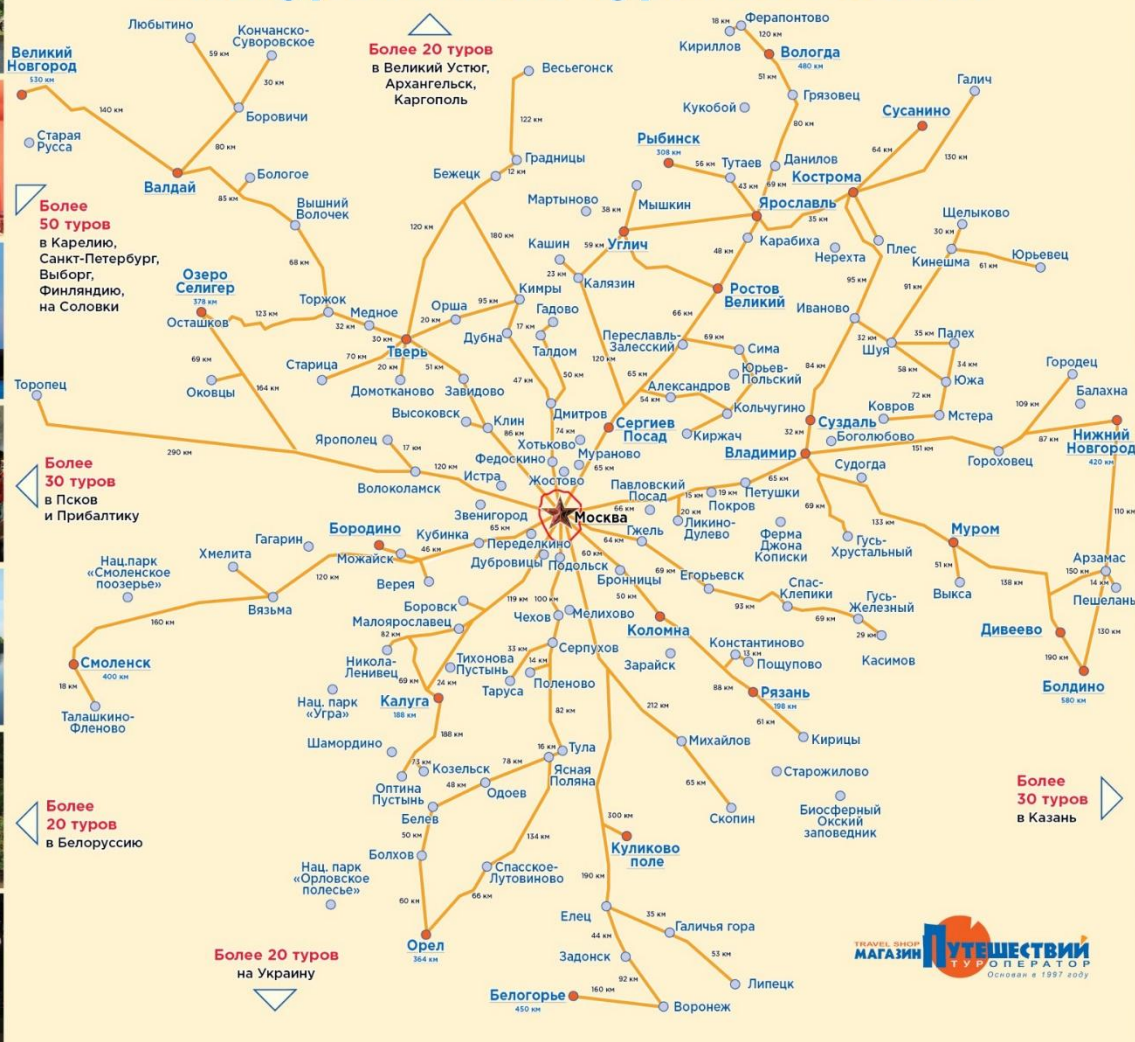 Любытино
Кончанско-
Суворовское
Великий
Новгород
530 км
59 км
30 км
140 км
Боровичи
Старая
Русса
80 км
Валдай
Бологое
85 км
Вышний
Волочек
68 км
Более 20 туров
в Великий Устюг,
Архангельск,
Каргополь
Весьегонск
122 км
Градницы
12 км
Бежецк
120 км
180 км
Ферапонтово
18 км
120 км
Кириллов
Вологда
480 км
51 км
Грязовец
Кукобой
80 км
Галич
Сусанино
64 км
130 км
Рыбинск
308 км
56 км
Тутаев
43 км
69 км
Данилов
Кострома
Ярославль
35 км
Мартыново
38 км
Мышкин
Углич
59 км
48 км
Карабиха
Нерехта
Плес
95 км
Щелыково
30 км
Кинешма
61 км
Юрьевец
91 км
Кашин
23 км
Калязин
Ростов
Великий
66 км
Более
50 туров
в Карелию,
Санкт-Петербург,
Выборг,
Финляндию,
на Соловки
Озеро
Селигер
378 км
Осташков
123 км
Торжок
Медное
32 км
30 км
Тверь
Орша
20 км
95 км
Кимры
Гадово
17 км
Дубна
Талдом
50 км
47 км
120 км
Переславль-
Залесский
69 км
Сима
Юрьев-
Польский
65 км
Александров
54 км
Кольчугино
Киржач
Иваново
32 км
Шуя
35 км
Палех
34 км
58 км
Южа
72 км
Ковров
Мстера
84 км
Суздаль
32 км
Боголюбово
Владимир
151 км
Городец
109 км
Балахна
87 км
Гороховец
Нижний
Новгород
420 км
110 км
69 км
Оковцы
164 км
Старица
70 км
20 км
Домотканово
51 км
Завидово
Высоковск
Клин
86 км
Дмитров
74 км
Хотьково
Сергиев
Посад
Мураново
65 км
Федоскино
Жостово
Торопец
290 км
Ярополец
17 км
Волоколамск
120 км
Истра
Звенигород
Москва
Павловский
Посад
66 км
15 км
19 км
Покров
Петушки
65 км
20 км
Ликино-
Дулево
Ферма
Джона
Кописки
Судогда
Гусь-
Хрустальный
133 км
Муром
51 км
Выкса
138 км
Арзамас
150 км
14 км
Пешелань
130 км
Дивеево
190 км
Болдино
580 км
Более
30 туров
в Псков
и Прибалтику
Бородино
Кубинка
65 км
46 км
Можайск
Верея
Переделкино
Дубровицы
Подольск
60 км
Бронницы
50 км
Гжель
64 км
69 км
Егорьевск
93 км
Спас-
Клепики
69 км
Гусь-
Железный
29 км
Касимов
Нац.парк
«Смоленское
поозерье»
Хмелита
Гагарин
120 км
Вязьма
160 км
Смоленск
400 км
18 км
Талашкино-
Фленово
Боровск
Малоярославец
119 км
100 км
Чехов
Мелихово
Коломна
Зарайск
Константиново
13 км
Пощупово
88 км
Рязань
198 км
61 км
Кирицы
82 км
Никола-
Ленивец
69 км
Тихонова
Пустынь
24 км
33 км
Серпухов
14 км
Таруса
Поленово
Нац. парк
«Угра»
Калуга
188 км
82 км
212 км
Михайлов
65 км
Скопин
Старожилово
Биосферный
Окский
заповедник
Шамордино
188 км
73 км
Козельск
Оптина
Пустынь
48 км
Одоев
78 км
16 км
Тула
Ясная
Поляна
Белев
50 км
Болхов
134 км
Спасское-
Лутовиново
66 км
60 км
Орел
364 км
Нац. парк
«Орловское
полесье»
Более
20 туров
в Белоруссию
Более 20 туров
на Украину
300 км
Куликово
поле
190 км
Елец
35 км
Галичья гора
44 км
Задонск
53 км
Липецк
92 км
Воронеж
160 км
Белогорье
450 км
Более
30 туров
в Казань
TRAVEL SHOP
МАГАЗИН ПУТЕШЕСТВИЙ
ТУРОПЕРАТОР
Основан в 1997 году